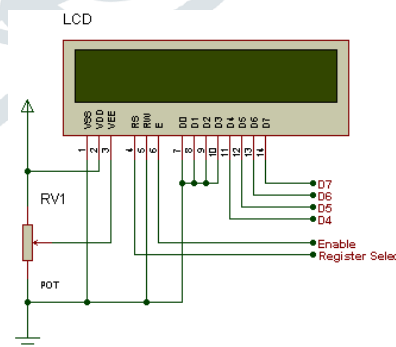 LCD
VSS VDD VEE RS RW E D0 D1 D2 D3 D4 D5 D6 D7
1 2 3 4 5 6 7 8 9 10 11 12 13 14
RV1
D7
D6
D5
D4
Enable
Register Selec
POT